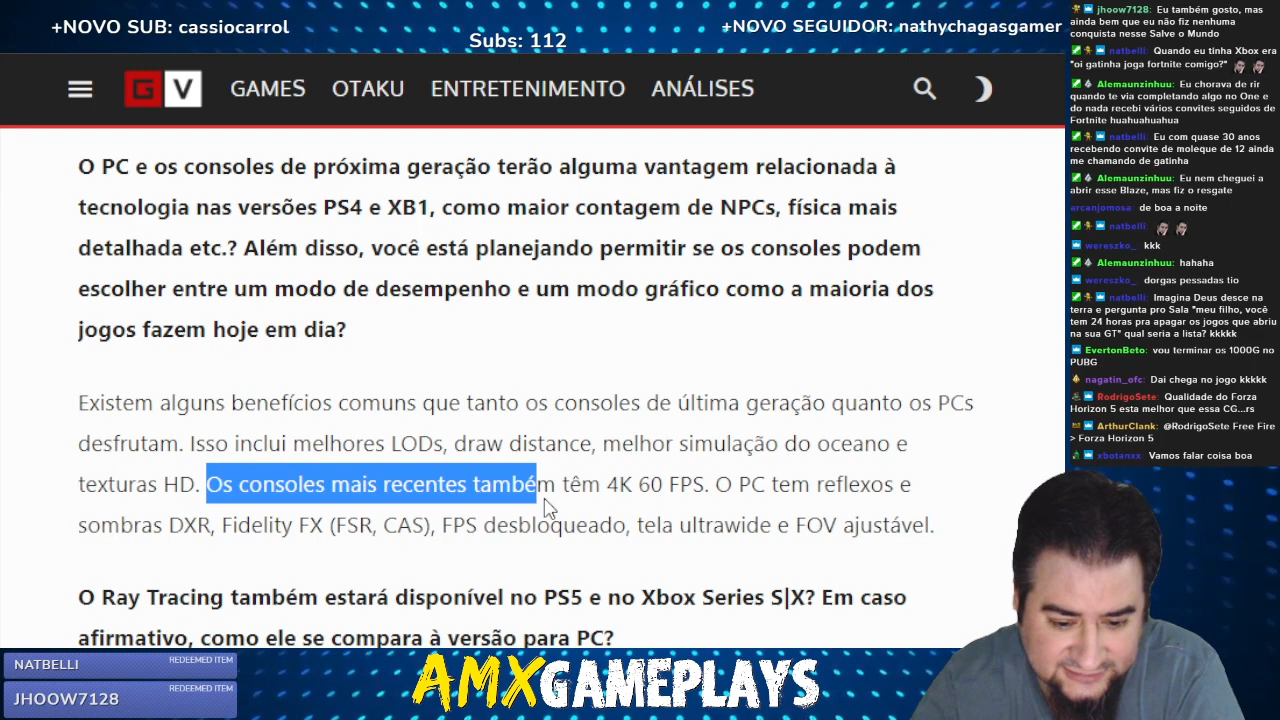 +NOVO SUB: cassiocarrol
Subs: 112
+NOVO SEGUIDOR: nathychagasgamer
G V GAMES OTAKU ENTRETENIMENTO ANÁLISES
O PC e os consoles de próxima geração terão alguma vantagem relacionada à
tecnologia nas versões PS4 e XB1, como maior contagem de NPCs, física mais
detalhada etc.? Além disso, você está planejando permitir se os consoles podem
escolher entre um modo de desempenho e um modo gráfico como a maioria dos
jogos fazem hoje em dia?
Existem alguns benefícios comuns que tanto os consoles de última geração quanto os PCs
desfrutam. Isso inclui melhores LODs, draw distance, melhor simulação do oceano e
texturas HD. Os consoles mais recentes também têm 4K 60 FPS. O PC tem reflexos e
sombras DXR, Fidelity FX (FSR, CAS), FPS desbloqueado, tela ultrawide e FOV ajustável.
O Ray Tracing também estará disponível no PS5 e no Xbox Series S|X? Em caso
afirmativo, como ele se compara à versão para PC?
jhoow7128: Eu também gosto, mas
ainda bem que eu não fiz nenhuma
conquista nesse Salve o Mundo
natbelli: Quando eu tinha Xbox era
"oi gatinha joga fortnite comigo?"
Alemaunzinhuu: Eu chorava de rir
quando te via completando algo no One e
do nada recebi vários convites seguidos de
Fortnite huahuahuahua
natbelli: Eu com quase 30 anos
recebendo convite de moleque de 12 ainda
me chamando de gatinha
Alemaunzinhuu: Eu nem cheguei a
abrir esse Blaze, mas fiz o resgate
arcanjomosa: de boa a noite
natbelli:
wereszko_: kkk
Alemaunzinhuu: hahaha
wereszko_: dorgas pessadas tio
natbelli: Imagina Deus desce na
terra e pergunta pro Sala "meu filho, você
tem 24 horas pra apagar os jogos que abriu
na sua GT" qual seria a lista? kkkkk
EvertonBeto: vou terminar os 1000G no
PUBG
nagatin_ofc: Dai chega no jogo kkkkk
RodrigoSete: Qualidade do Forza
Horizon 5 esta melhor que essa CG...rs
ArthurClank: @RodrigoSete Free Fire
> Forza Horizon 5
xbotanxx: Vamos falar coisa boa
NATBELLI REDEEMED ITEM
JHOOW7128 REDEEMED ITEM
AMXGAMEPLAYS